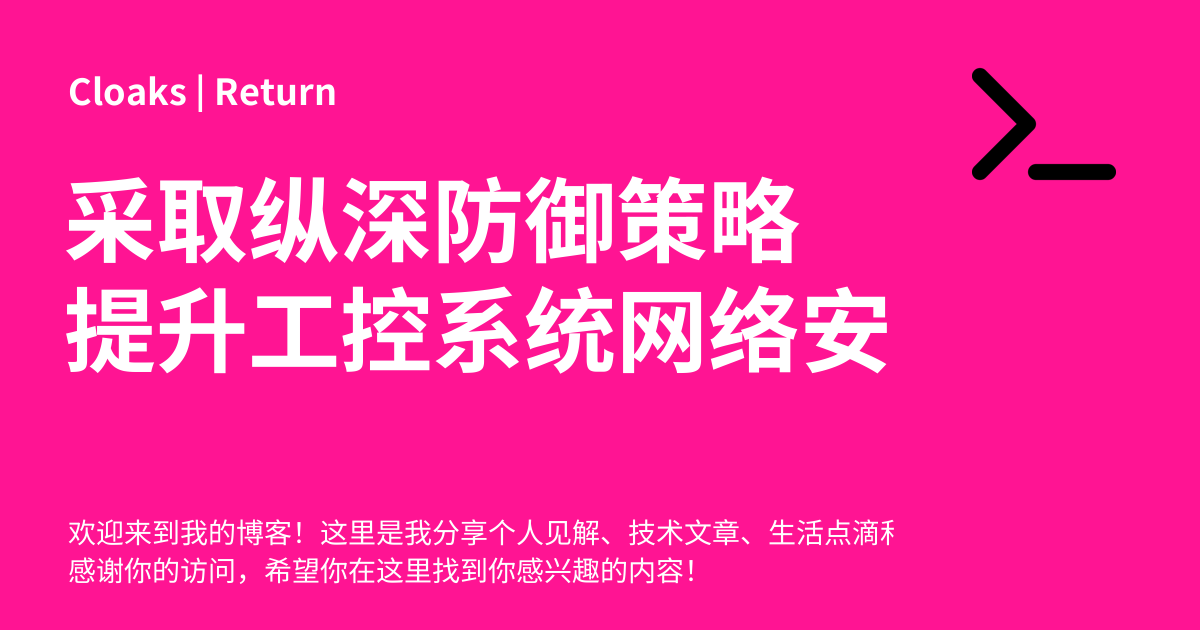 Cloaks | Return
采取纵深防御策略
提升工控系统网络安
欢迎来到我的博客！这里是我分享个人见解、技术文章、生活点滴
感谢你的访问，希望你在这里找到你感兴趣的内容！